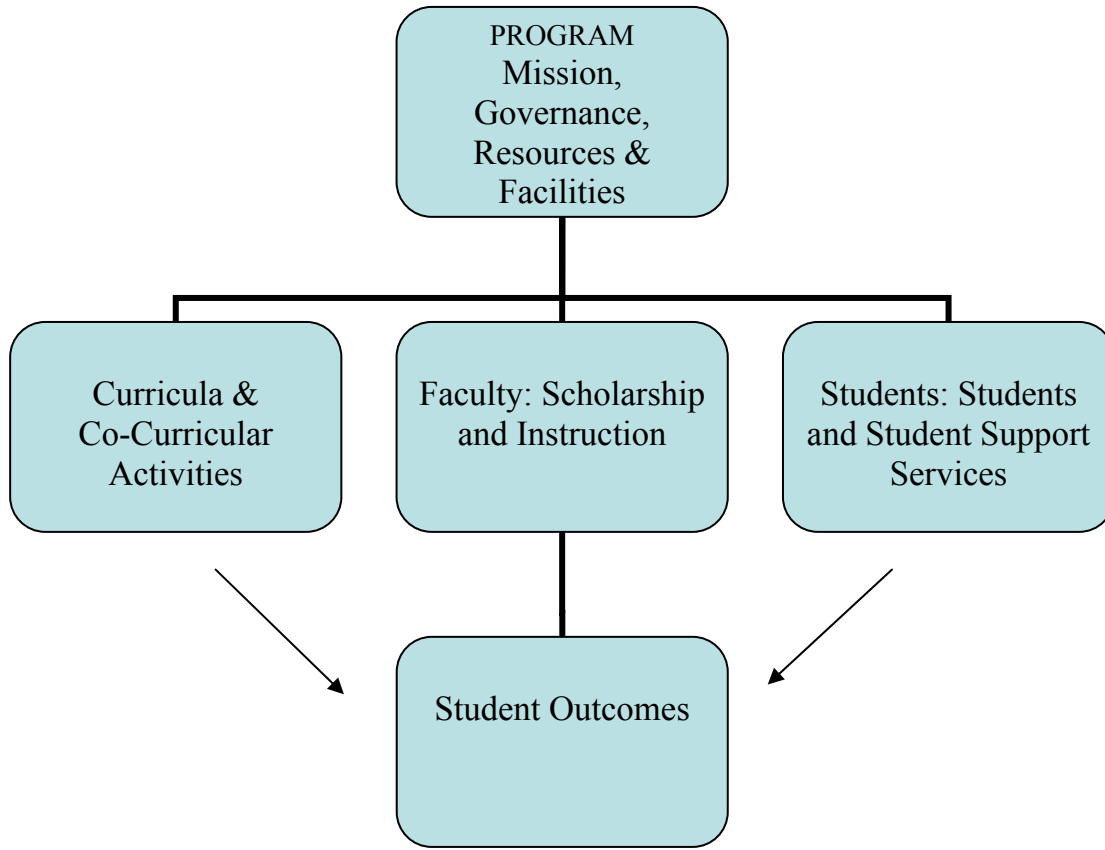 PROGRAM
Mission,
Governance,
Resources &
Facilities
Curricula &
Co-Curricular
Activities
Faculty: Scholarship
and Instruction
Students: Students
and Student Support
Services
Student Outcomes